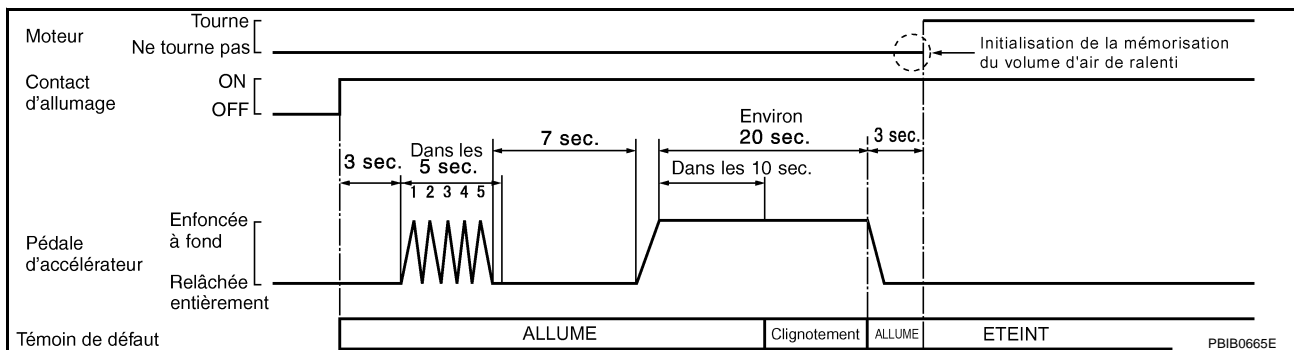 Moteur
Tourne
Ne tourne pas
Initialisation de la mémorisation
du volume d'air de ralenti
Contact
d'allumage
ON
OFF
3 sec.
Dans les
5 sec.
1 2 3 4 5
7 sec.
Environ
20 sec.
Dans les 10 sec.
3 sec.
Pédale
d'accélérateur
Enfoncée
à fond
Relâchée
entièrement
Témoin de défaut
ALLUME
Clignotement
ALLUME
ETEINT
PBIB0665E